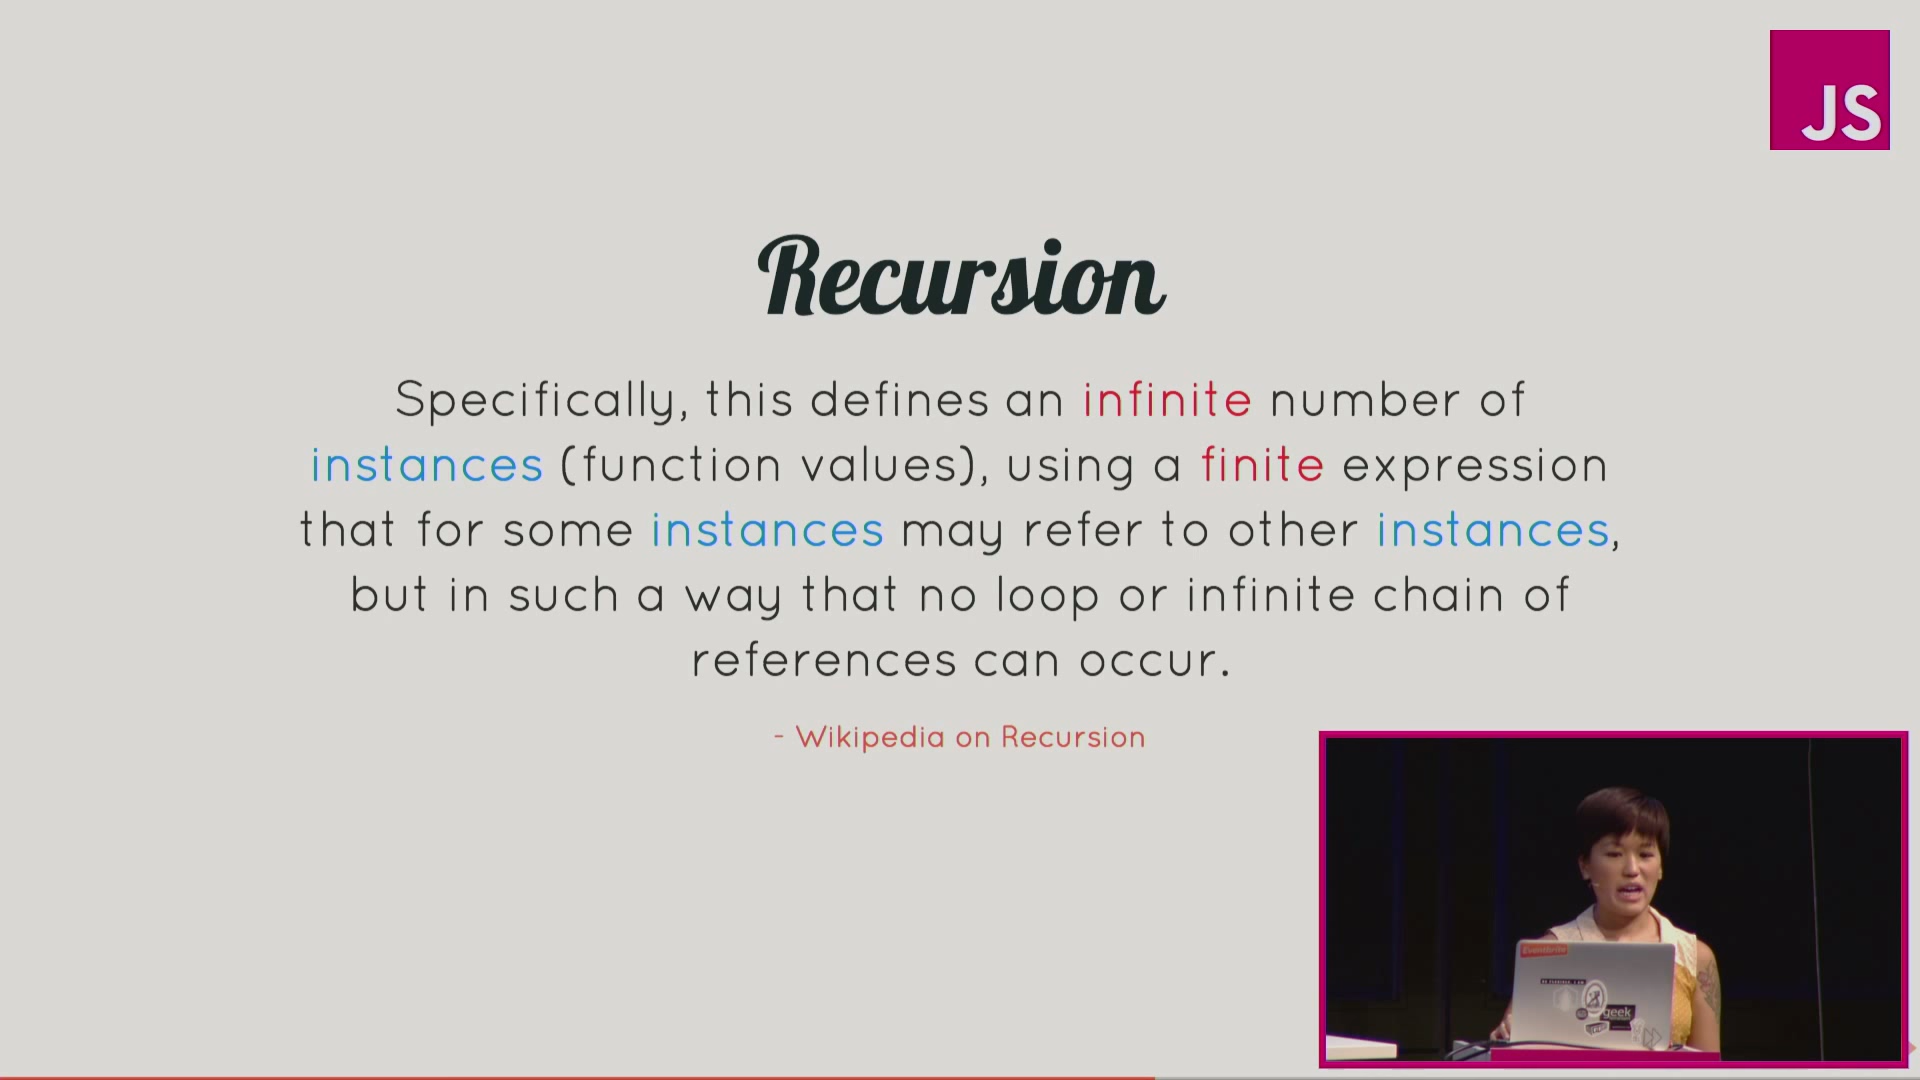 JS
Recursion
Specifically, this defines an infinite number of
instances (function values), using a finite expression
that for some instances may refer to other instances,
but in such a way that no loop or infinite chain of
references can occur.
- Wikipedia on Recursion
Eventbrite
geek